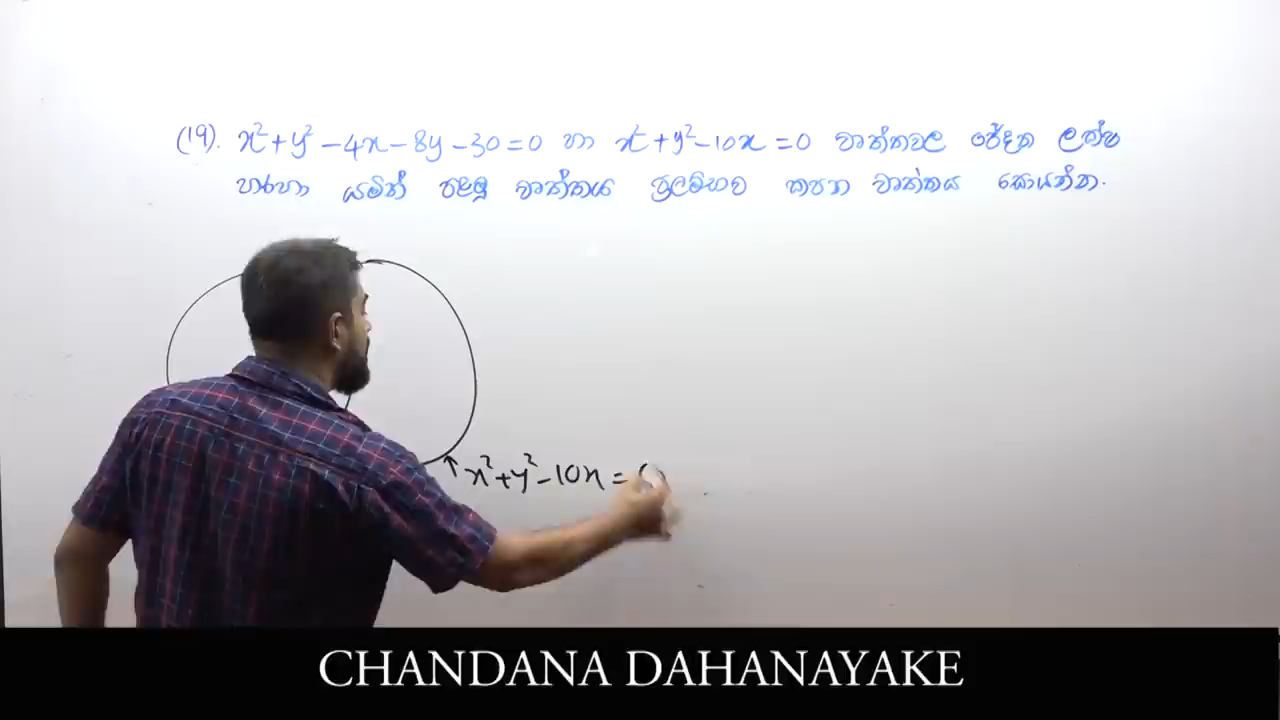 (19). x² + y² - 4x - 8y - 30 = 0 හා x² + y² - 10x = 0 වෘත්තවල ඡේදන ලක්ෂ
හරහා යමින් පළමු වෘත්තය ප්‍රලම්භව කපන වෘත්තය සොයන්න.
x² + y² - 10x = 0
CHANDANA DAHANAYAKE